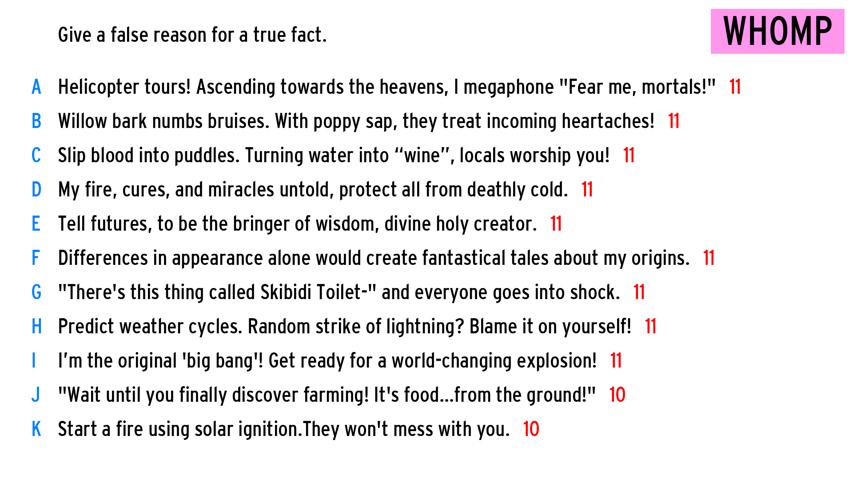 Give a false reason for a true fact.
WHOMP
A Helicopter tours! Ascending towards the heavens, I megaphone "Fear me, mortals!" 11
B Willow bark numbs bruises. With poppy sap, they treat incoming heartaches! 11
C Slip blood into puddles. Turning water into “wine”, locals worship you! 11
D My fire, cures, and miracles untold, protect all from deathly cold. 11
E Tell futures, to be the bringer of wisdom, divine holy creator. 11
F Differences in appearance alone would create fantastical tales about my origins. 11
G "There's this thing called Skibidi Toilet-" and everyone goes into shock. 11
H Predict weather cycles. Random strike of lightning? Blame it on yourself! 11
I I’m the original 'big bang'! Get ready for a world-changing explosion! 11
J "Wait until you finally discover farming! It's food...from the ground!" 10
K Start a fire using solar ignition.They won't mess with you. 10